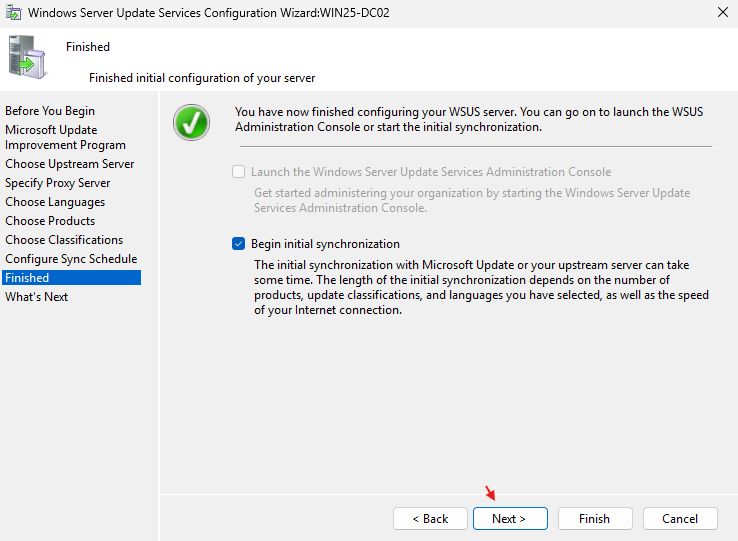 Windows Server Update Services Configuration Wizard:WIN25-DC02
Finished
Finished initial configuration of your server
Before You Begin
Microsoft Update
Improvement Program
Choose Upstream Server
Specify Proxy Server
Choose Languages
Choose Products
Choose Classifications
Configure Sync Schedule
Finished
What's Next
You have now finished configuring your WSUS server. You can go on to launch the WSUS
Administration Console or start the initial synchronization.
Launch the Windows Server Update Services Administration Console
Get started administering your organization by starting the Windows Server Update
Services Administration Console.
Begin initial synchronization
The initial synchronization with Microsoft Update or your upstream server can take
some time. The length of the initial synchronization depends on the number of
products, update classifications, and languages you have selected, as well as the speed
of your Internet connection.
< Back
Next >
Finish
Cancel